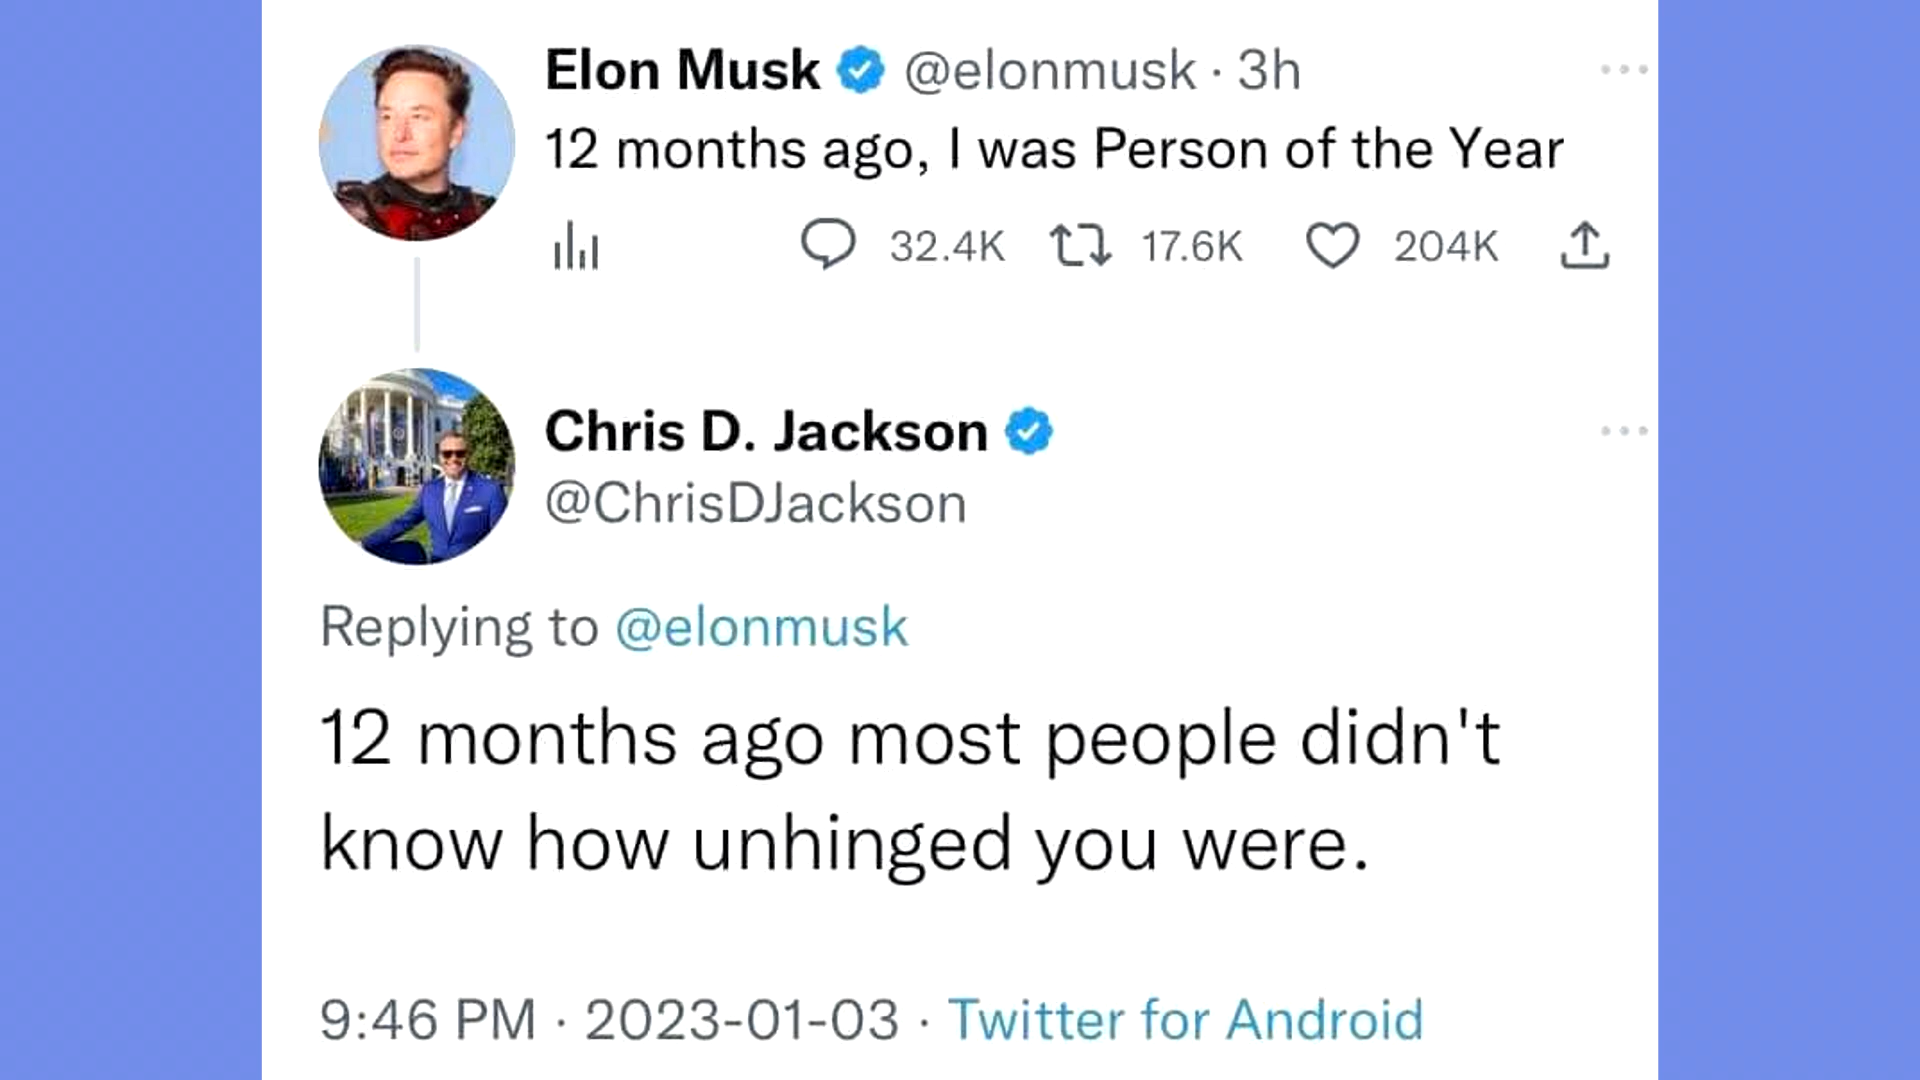 Elon Musk @elonmusk · 3h
12 months ago, I was Person of the Year
32.4K 17.6K 204K
Chris D. Jackson
@ChrisDJackson
Replying to @elonmusk
12 months ago most people didn't
know how unhinged you were.
9:46 PM · 2023-01-03 · Twitter for Android